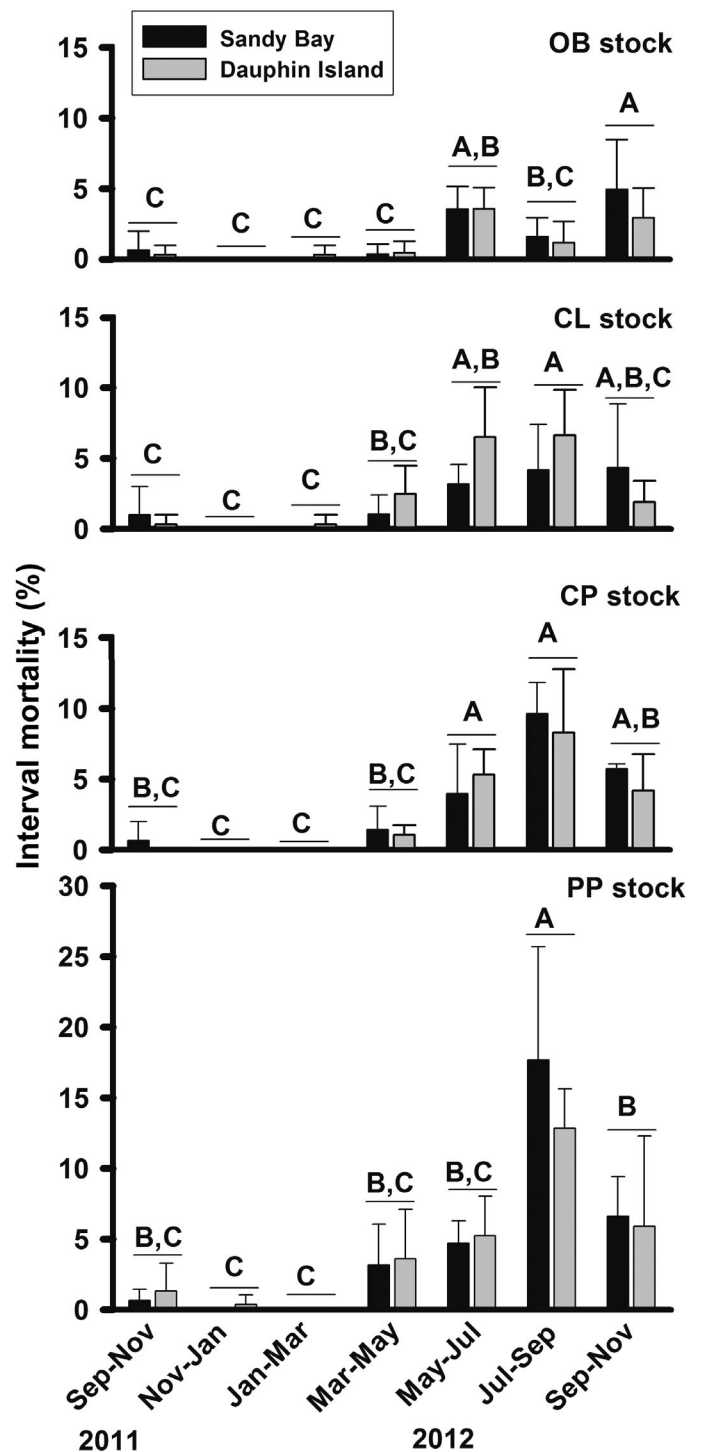 Sandy Bay
Dauphin Island
OB stock
15
10
5
0
C
C
C
C
A,B
B,C
A
CL stock
15
10
5
0
C
C
C
B,C
A,B
A
A,B,C
Interval mortality (%)
CP stock
15
10
5
0
B,C
C
C
B,C
A
A
A,B
PP stock
30
25
20
15
10
5
0
B,C
C
C
B,C
B,C
A
B
Sep-Nov
Nov-Jan
Jan-Mar
Mar-May
May-Jul
Jul-Sep
Sep-Nov
2011
2012